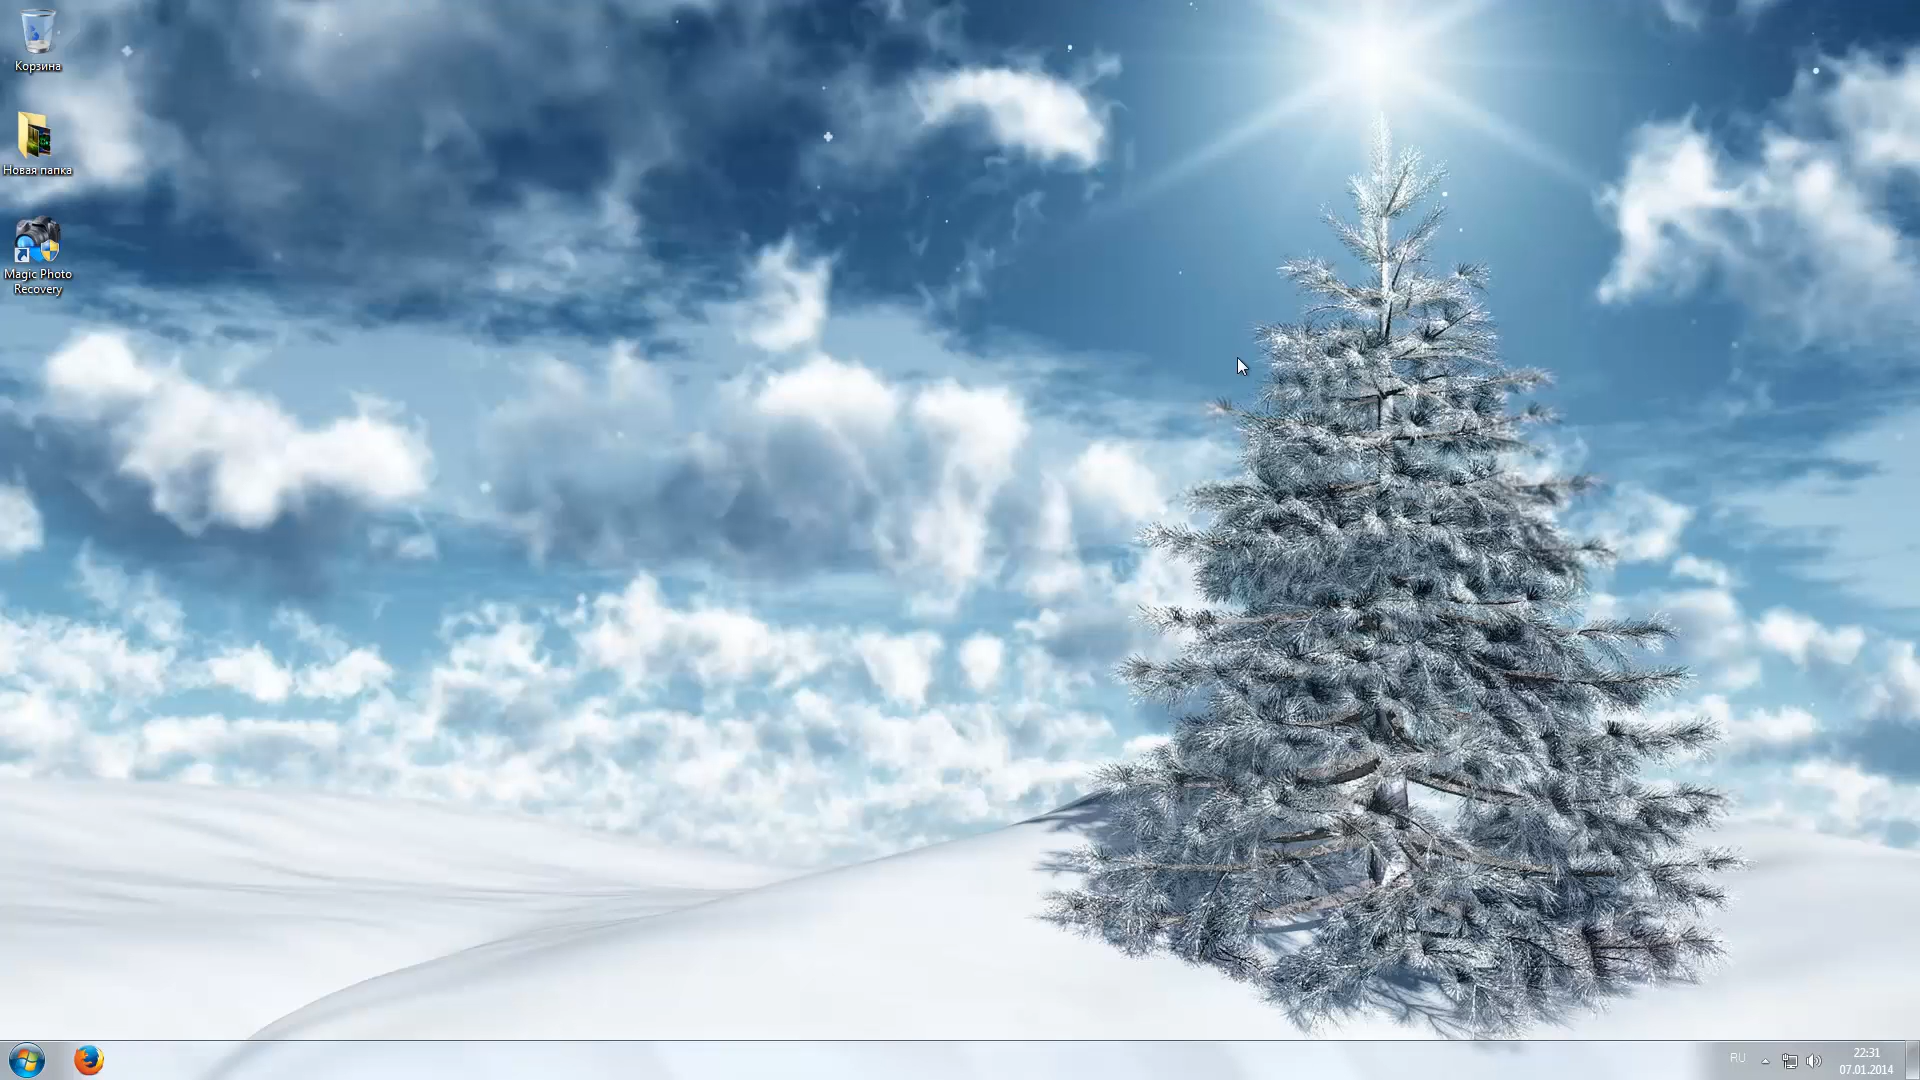 Корзина
Новая папка
Magic Photo
Recovery
RU
22:31
07.01.2014